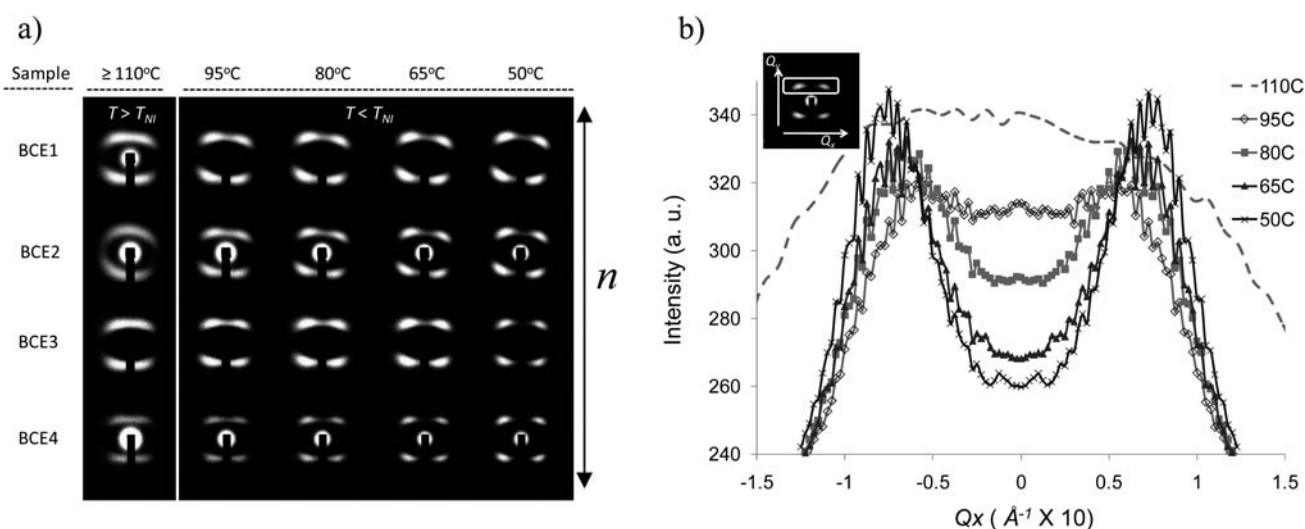 a)
Sample ≥ 110°C 95°C 80°C 65°C 50°C
T > T_NI T < T_NI
BCE1
BCE2
BCE3
BCE4
n
b)
Q_y
Q_x
110C
95C
80C
65C
50C
Intensity (a. u.)
350
340
320
300
280
260
240
-1.5 -1 -0.5 0 0.5 1 1.5
Qx ( Å⁻¹ X 10)